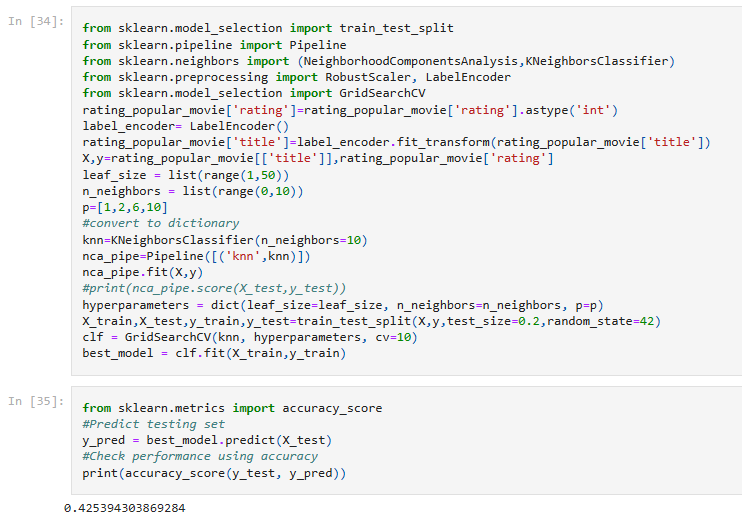 In [34]:
from sklearn.model_selection import train_test_split
from sklearn.pipeline import Pipeline
from sklearn.neighbors import (NeighborhoodComponentsAnalysis,KNeighborsClassifier)
from sklearn.preprocessing import RobustScaler, LabelEncoder
from sklearn.model_selection import GridSearchCV
rating_popular_movie['rating']=rating_popular_movie['rating'].astype('int')
label_encoder= LabelEncoder()
rating_popular_movie['title']=label_encoder.fit_transform(rating_popular_movie['title'])
X,y=rating_popular_movie[['title']],rating_popular_movie['rating']
leaf_size = list(range(1,50))
n_neighbors = list(range(0,10))
p=[1,2,6,10]
#convert to dictionary
knn=KNeighborsClassifier(n_neighbors=10)
nca_pipe=Pipeline([('knn',knn)])
nca_pipe.fit(X,y)
#print(nca_pipe.score(X_test,y_test))
hyperparameters = dict(leaf_size=leaf_size, n_neighbors=n_neighbors, p=p)
X_train,X_test,y_train,y_test=train_test_split(X,y,test_size=0.2,random_state=42)
clf = GridSearchCV(knn, hyperparameters, cv=10)
best_model = clf.fit(X_train,y_train)
In [35]:
from sklearn.metrics import accuracy_score
#Predict testing set
y_pred = best_model.predict(X_test)
#Check performance using accuracy
print(accuracy_score(y_test, y_pred))
0.425394303869284